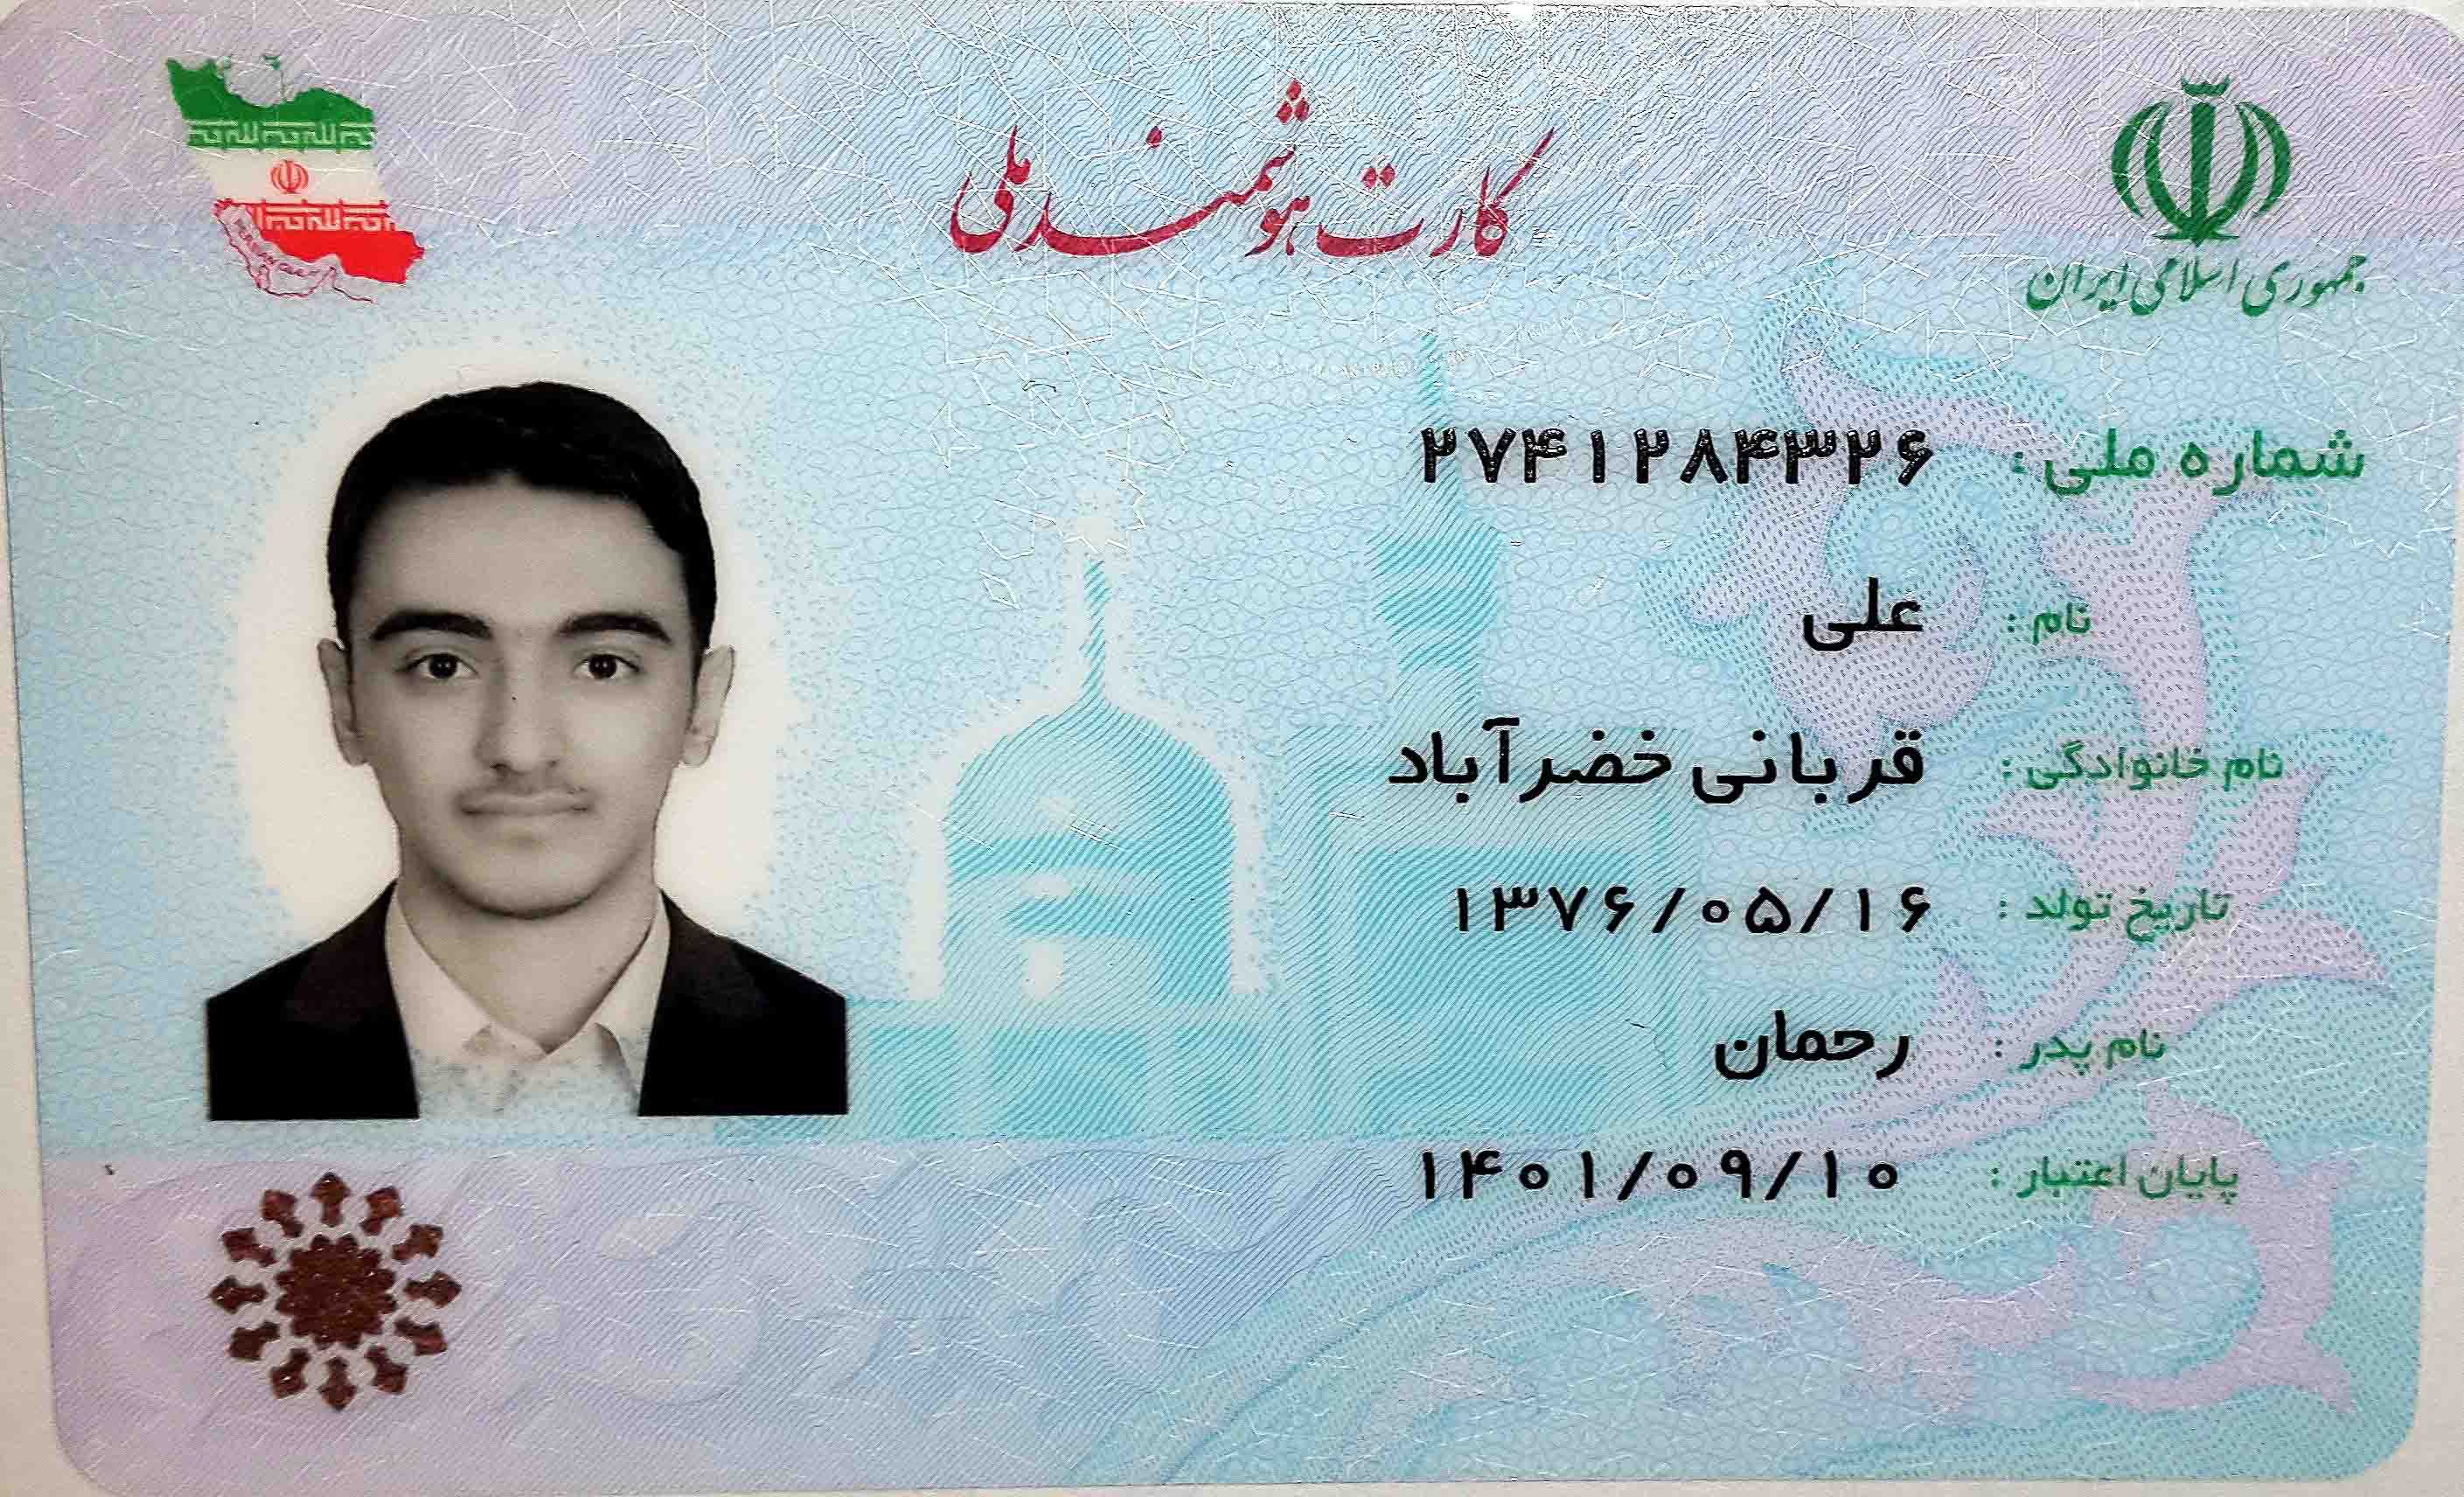 جمهوری اسلامی ایران
کارت هوشمند ملی
شماره ملی : ۲۷۴۱۲۸۴۳۲۶
نام : علی
نام خانوادگی : قربانی خضرآباد
تاریخ تولد : ۱۳۷۶/۰۵/۱۶
نام پدر : رحمان
پایان اعتبار : ۱۴۰۱/۰۹/۱۰